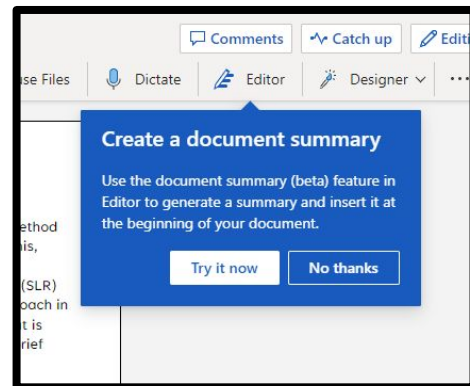 Comments Catch up Editi
use Files Dictate Editor Designer ...
Create a document summary
Use the document summary (beta) feature in
Editor to generate a summary and insert it at
the beginning of your document.
Try it now No thanks
ethod
is,
(SLR)
oach in
t is
rief